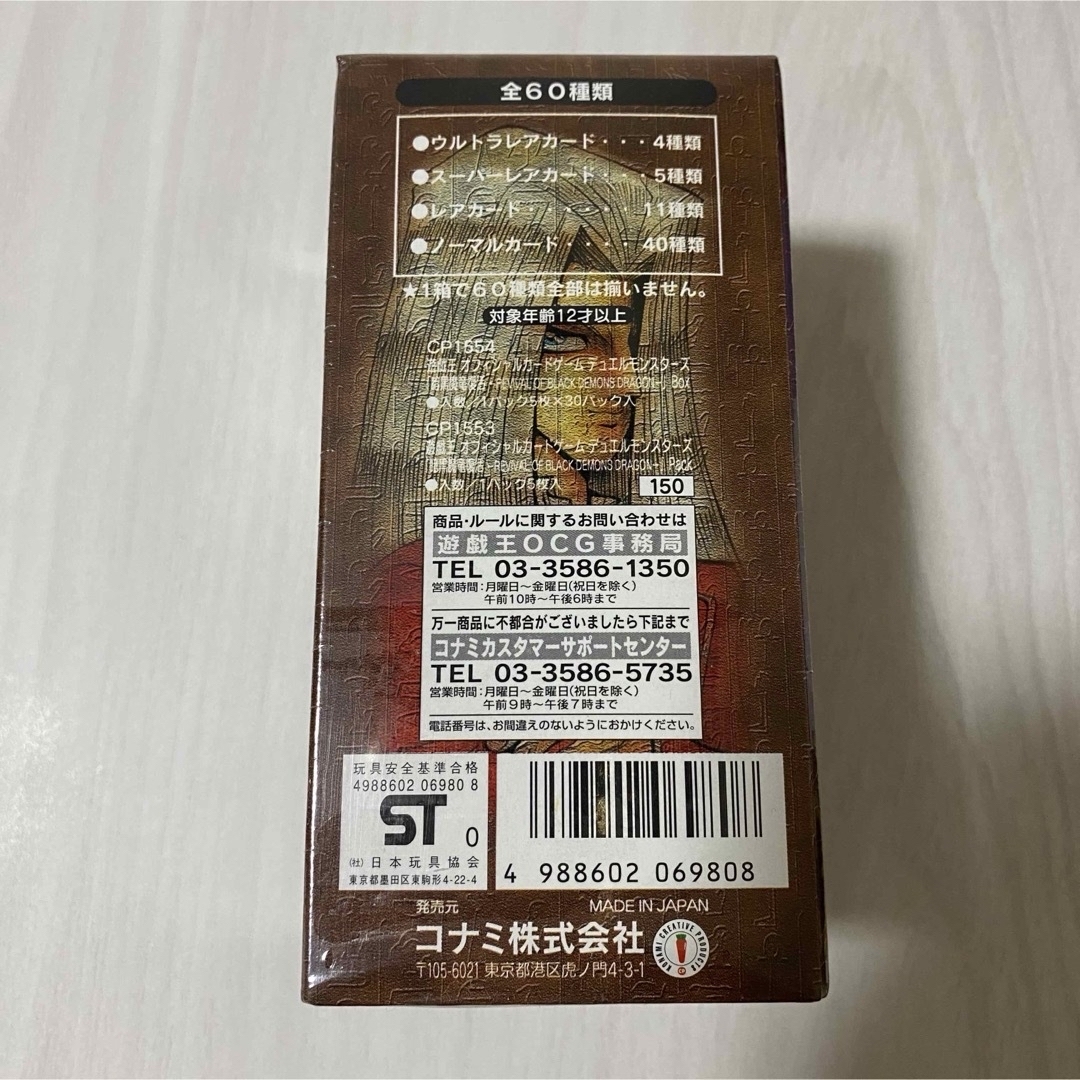 全60種類
●ウルトラレアカード・・・4種類
●スーパーレアカード・・・5種類
●レアカード・・・・・・11種類
●ノーマルカード・・・・40種類
★1箱で60種類全部は揃いません。
対象年齢12才以上
CP1554
遊戯王 オフィシャルカードゲーム デュエルモンスターズ
-REVIVAL OF BLACK DEMONS DRAGON-」 Box
●入数/1パック5枚×30パック入
CP1553
遊戯王 オフィシャルカードゲーム デュエルモンスターズ
-REVIVAL OF BLACK DEMONS DRAGON-」 Pack
●入数/1パック5枚入
150
商品・ルールに関するお問い合わせは
遊戯王OCG事務局
TEL 03-3586-1350
営業時間:月曜日~金曜日(祝日を除く)
午前10時~午後6時まで
万一商品に不都合がございましたら下記まで
コナミカスタマーサポートセンター
TEL 03-3586-5735
営業時間:月曜日~金曜日(祝日を除く)
午前9時~午後7時まで
電話番号は、お間違えのないようにおかけください。
玩具安全基準合格
4988602 06980 8
ST 0
(社)日本玩具協会
東京都墨田区東駒形4-22-4
4 988602 069808
発売元
MADE IN JAPAN
コナミ株式会社
〒105-6021 東京都港区虎ノ門4-3-1
KONAMI CREATIVE PRODUCTS
CP